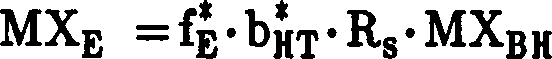 MX_E = f*_E · b*_HT · R_s · MX_BH